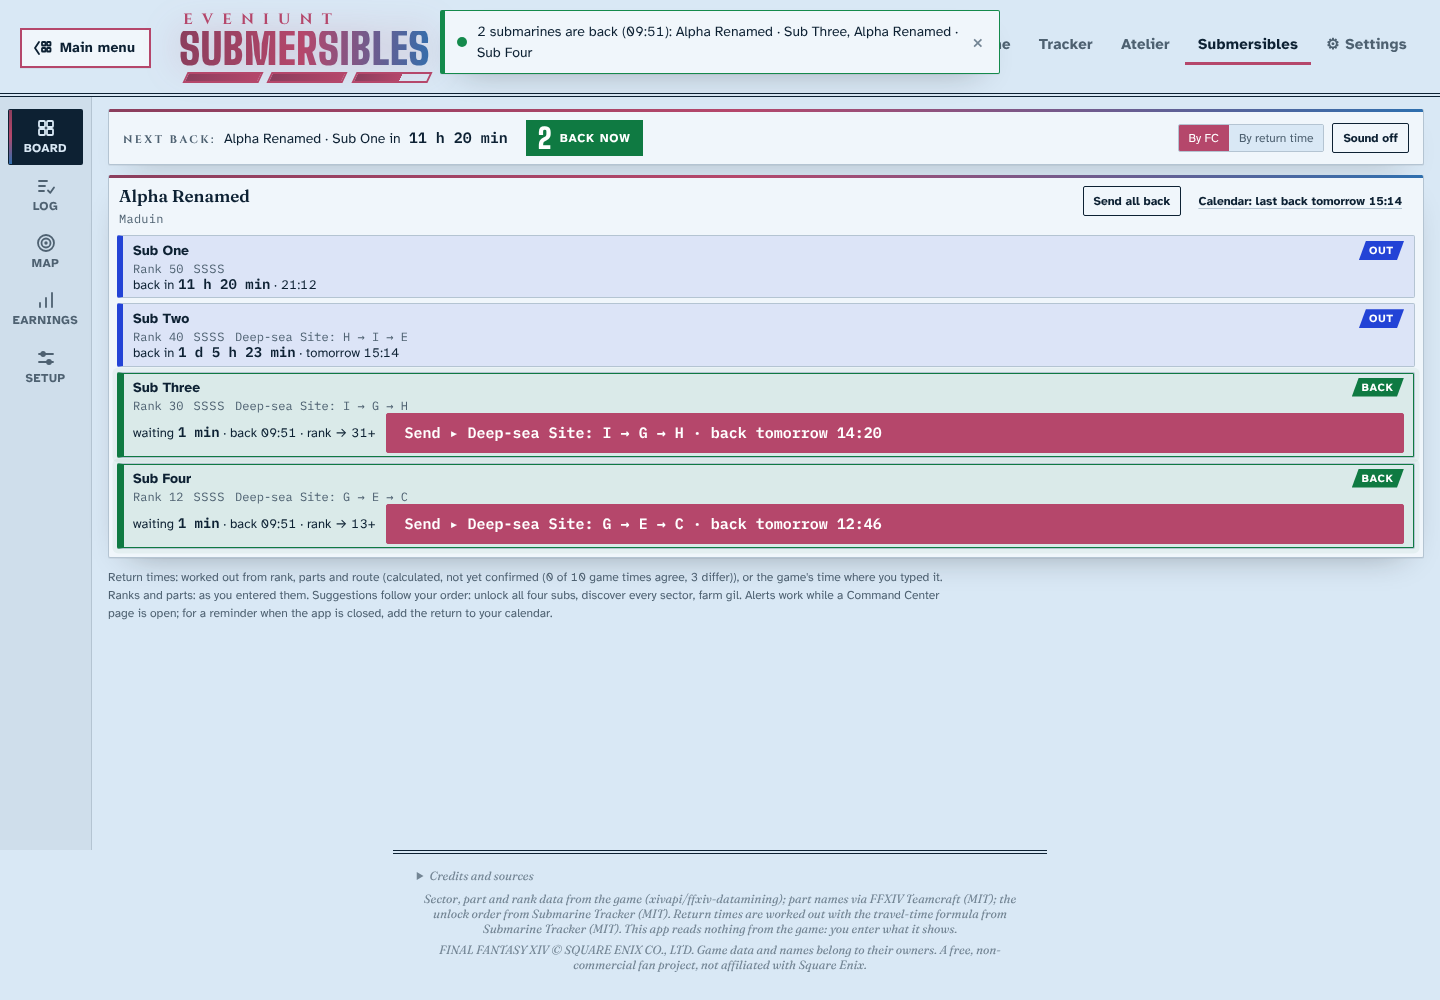 Main menu
EVENIUNT
SUBMERSIBLES
2 submarines are back (09:51): Alpha Renamed · Sub Three, Alpha Renamed ·
Sub Four
×
Tracker
Atelier
Submersibles
⚙ Settings
BOARD
LOG
MAP
EARNINGS
SETUP
NEXT BACK: Alpha Renamed · Sub One in 11 h 20 min
2 BACK NOW
By FC
By return time
Sound off
Alpha Renamed
Maduin
Send all back
Calendar: last back tomorrow 15:14
Sub One
OUT
Rank 50 SSSS
back in 11 h 20 min · 21:12
Sub Two
OUT
Rank 40 SSSS Deep-sea Site: H → I → E
back in 1 d 5 h 23 min · tomorrow 15:14
Sub Three
BACK
Rank 30 SSSS Deep-sea Site: I → G → H
waiting 1 min · back 09:51 · rank → 31+
Send ▸ Deep-sea Site: I → G → H · back tomorrow 14:20
Sub Four
BACK
Rank 12 SSSS Deep-sea Site: G → E → C
waiting 1 min · back 09:51 · rank → 13+
Send ▸ Deep-sea Site: G → E → C · back tomorrow 12:46
Return times: worked out from rank, parts and route (calculated, not yet confirmed (0 of 10 game times agree, 3 differ)), or the game's time where you typed it.
Ranks and parts: as you entered them. Suggestions follow your order: unlock all four subs, discover every sector, farm gil. Alerts work while a Command Center
page is open; for a reminder when the app is closed, add the return to your calendar.
▶ Credits and sources
Sector, part and rank data from the game (xivapi/ffxiv-datamining); part names via FFXIV Teamcraft (MIT); the
unlock order from Submarine Tracker (MIT). Return times are worked out with the travel-time formula from
Submarine Tracker (MIT). This app reads nothing from the game: you enter what it shows.
FINAL FANTASY XIV © SQUARE ENIX CO., LTD. Game data and names belong to their owners. A free, non-
commercial fan project, not affiliated with Square Enix.